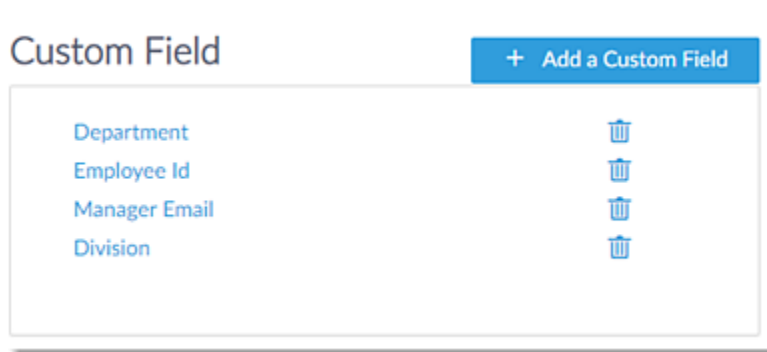 Custom Field
+ Add a Custom Field
Department
Employee Id
Manager Email
Division